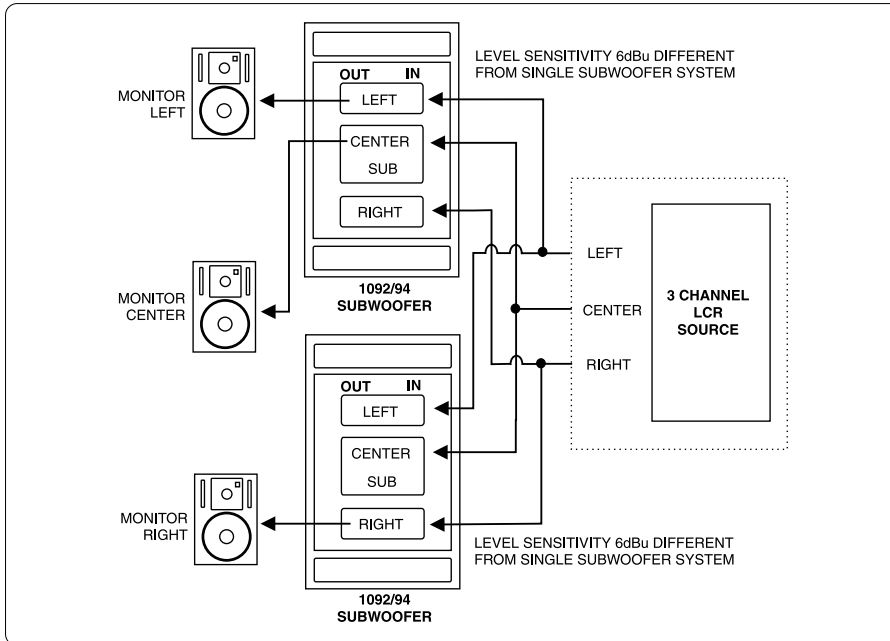 LEVEL SENSITIVITY 6dBu DIFFERENT
FROM SINGLE SUBWOOFER SYSTEM
OUT IN
MONITOR
LEFT
LEFT
CENTER
SUB
RIGHT
1092/94
SUBWOOFER
MONITOR
CENTER
LEFT
CENTER
RIGHT
3 CHANNEL
LCR
SOURCE
OUT IN
LEFT
CENTER
SUB
RIGHT
MONITOR
RIGHT
LEVEL SENSITIVITY 6dBu DIFFERENT
FROM SINGLE SUBWOOFER SYSTEM
1092/94
SUBWOOFER